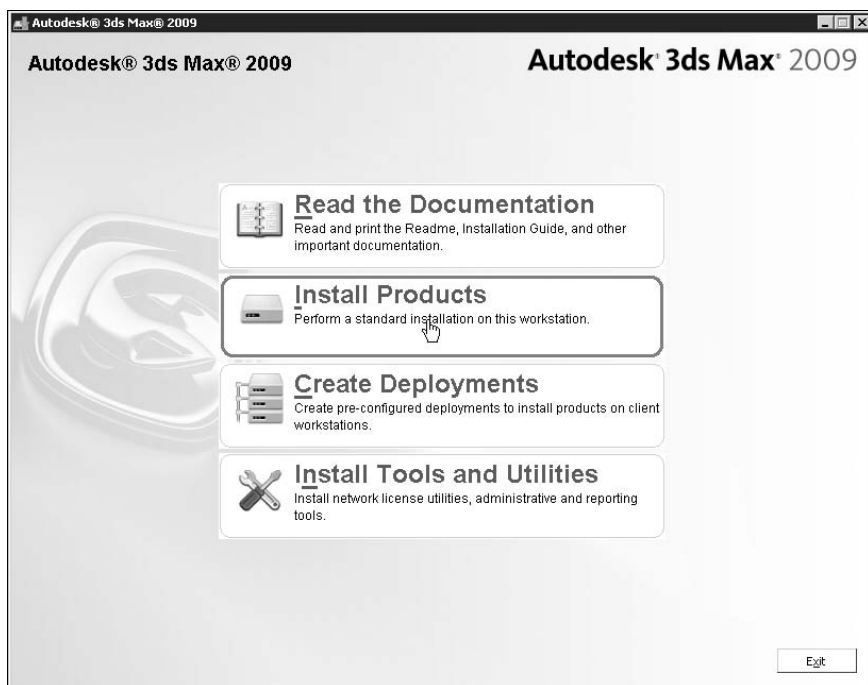 Autodesk® 3ds Max® 2009
Autodesk® 3ds Max® 2009
Autodesk® 3ds Max® 2009
Read the Documentation
Read and print the Readme, Installation Guide, and other
important documentation.
Install Products
Perform a standard installation on this workstation.
Create Deployments
Create pre-configured deployments to install products on client
workstations.
Install Tools and Utilities
Install network license utilities, administrative and reporting
tools.
Exit